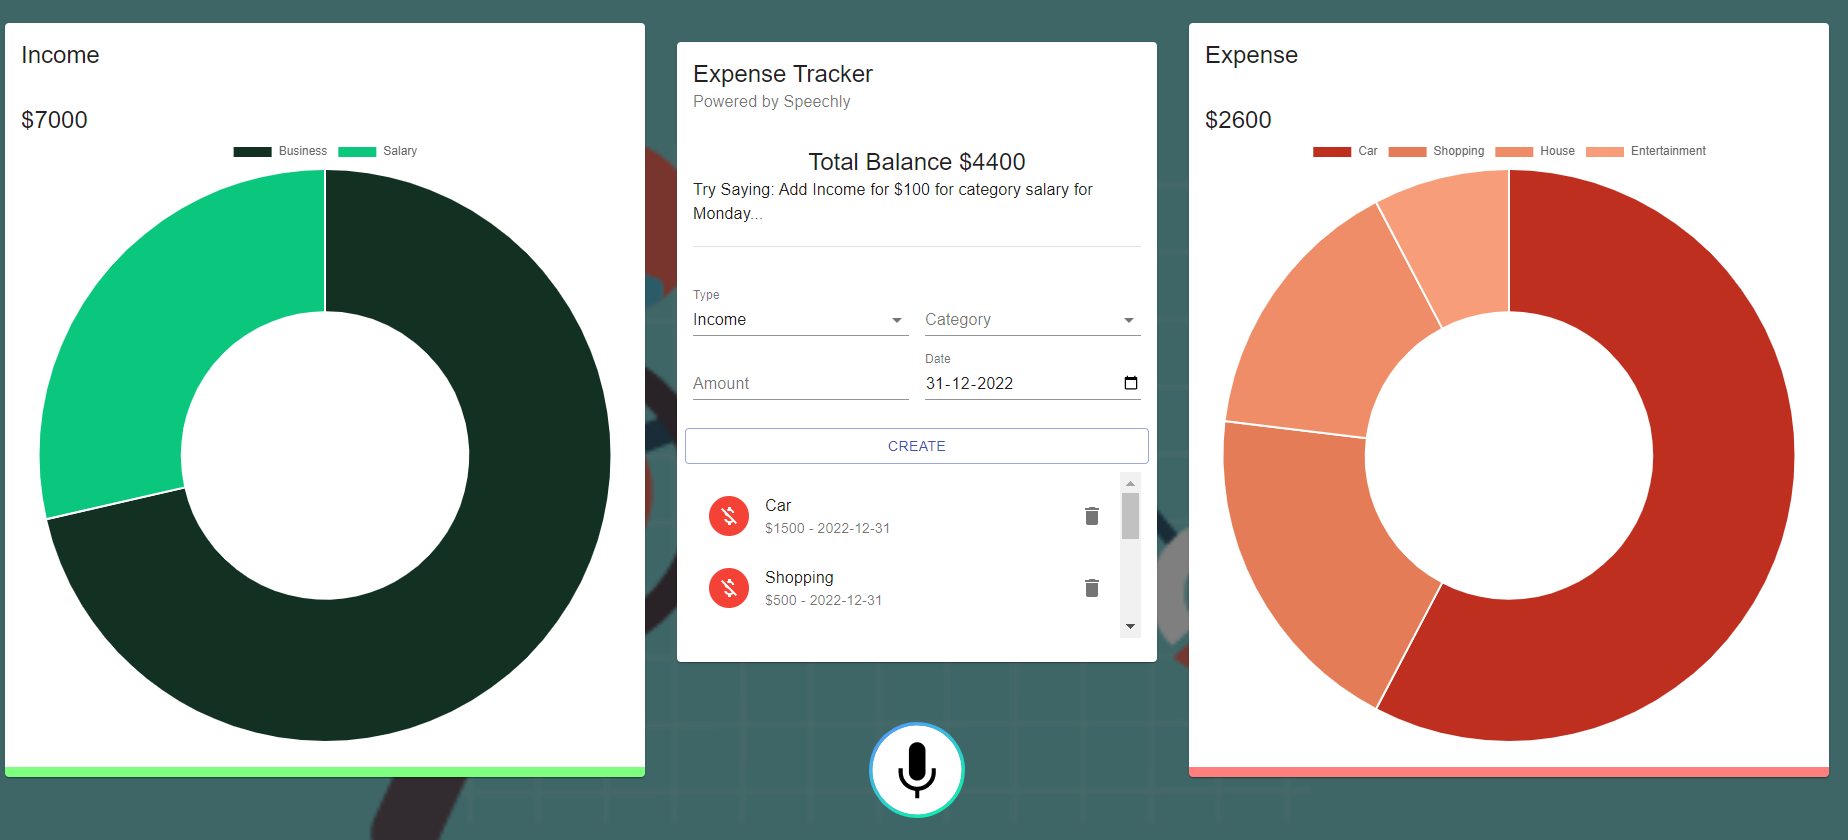 Income
$7000
Business Salary
Expense Tracker
Powered by Speechly
Total Balance $4400
Try Saying: Add Income for $100 for category salary for
Monday...
Type
Income
Category
Amount
Date
31-12-2022
CREATE
Car
$1500 - 2022-12-31
Shopping
$500 - 2022-12-31
Expense
$2600
Car Shopping House Entertainment